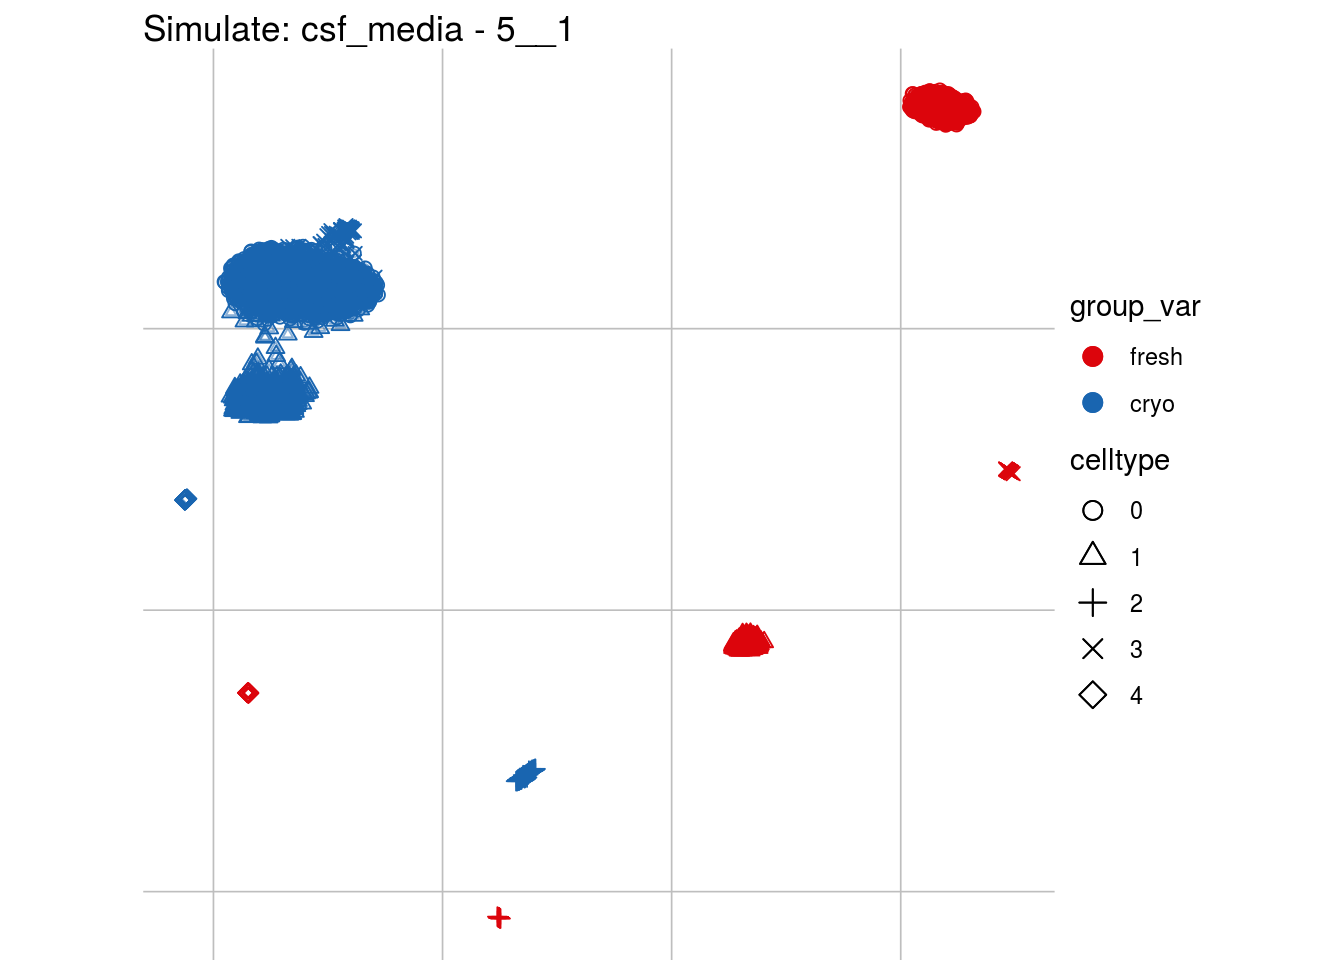 Simulate: csf_media - 5__1
group_var
fresh
cryo
celltype
0
1
2
3
4